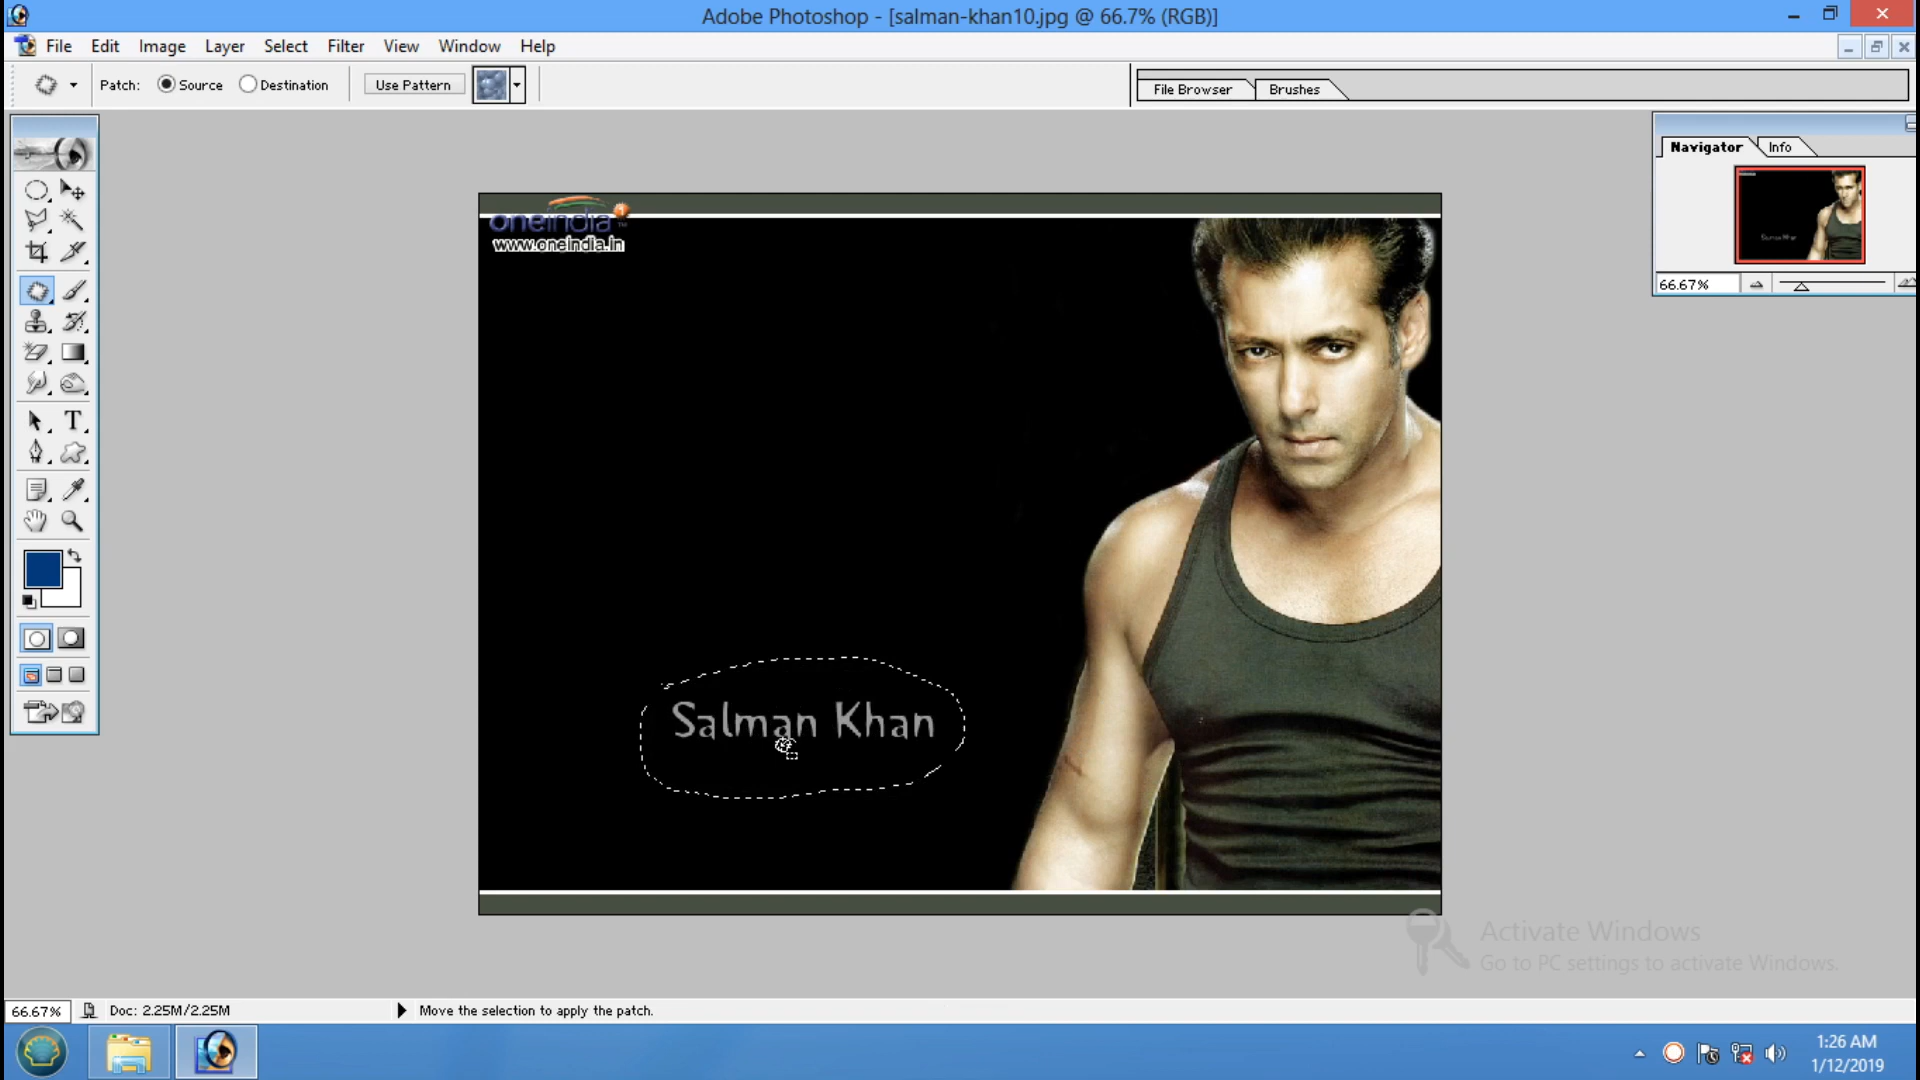 Adobe Photoshop - [salman-khan10.jpg @ 66.7% (RGB)]
File Edit Image Layer Select Filter View Window Help
Patch: Source Destination Use Pattern
File Browser Brushes
Navigator Info
oneindia
www.oneindia.in
66.67%
T
Salman Khan
Activate Windows
Go to PC settings to activate Windows.
66.67% Doc: 2.25M/2.25M Move the selection to apply the patch.
1:26 AM
1/12/2019